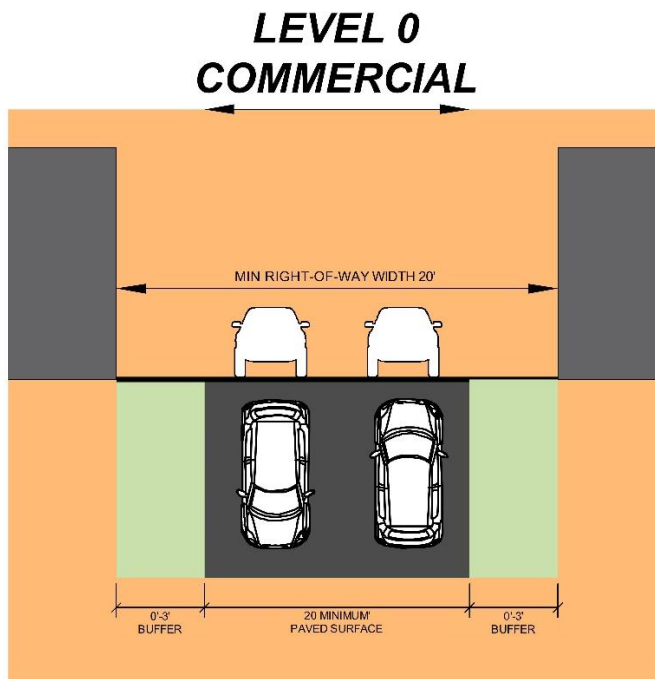 LEVEL 0
COMMERCIAL
MIN RIGHT-OF-WAY WIDTH 20'
0'-3' 20 MINIMUM' 0'-3'
BUFFER PAVED SURFACE BUFFER